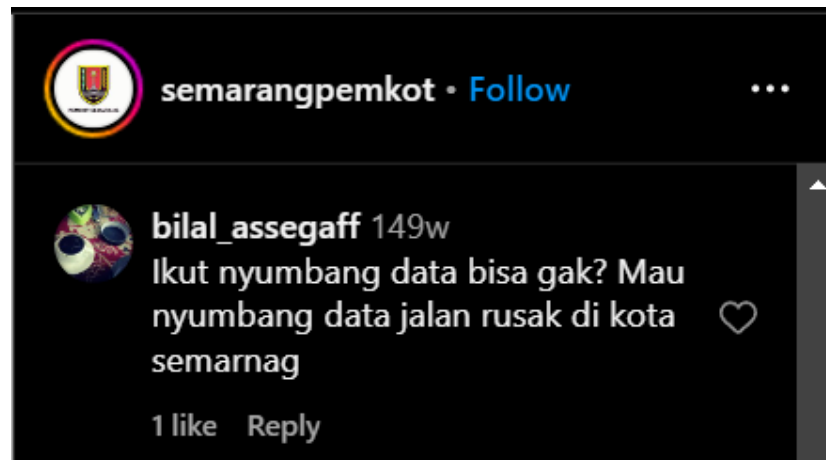 semarangpemkot • Follow
bilal_assegaff 149w
Ikut nyumbang data bisa gak? Mau
nyumbang data jalan rusak di kota
semarnag
1 like Reply